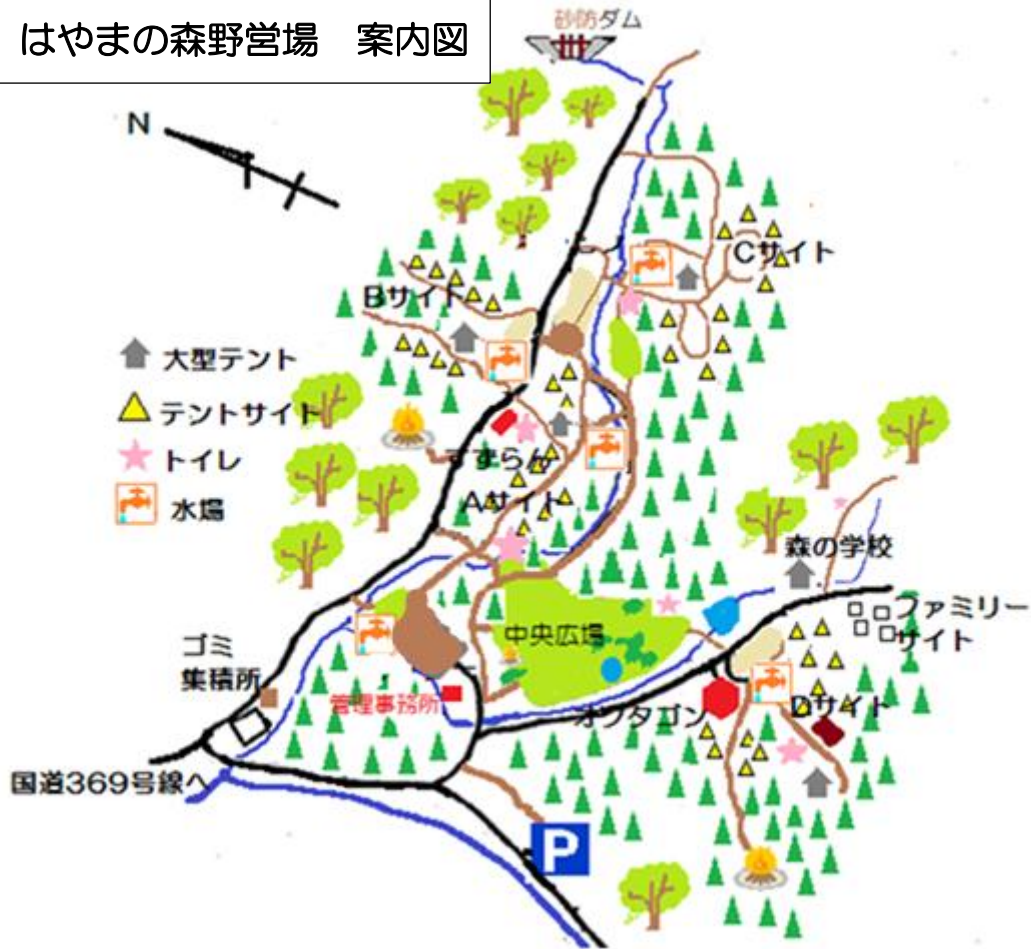 はやまの森野営場　案内図
砂防ダム
N
Cサイト
Bサイト
大型テント
テントサイト
トイレ
水場
すずらん
Aサイト
森の学校
ファミリー
サイト
中央広場
ゴミ
集積所
管理事務所
オクタゴン
Dサイト
国道369号線へ
P